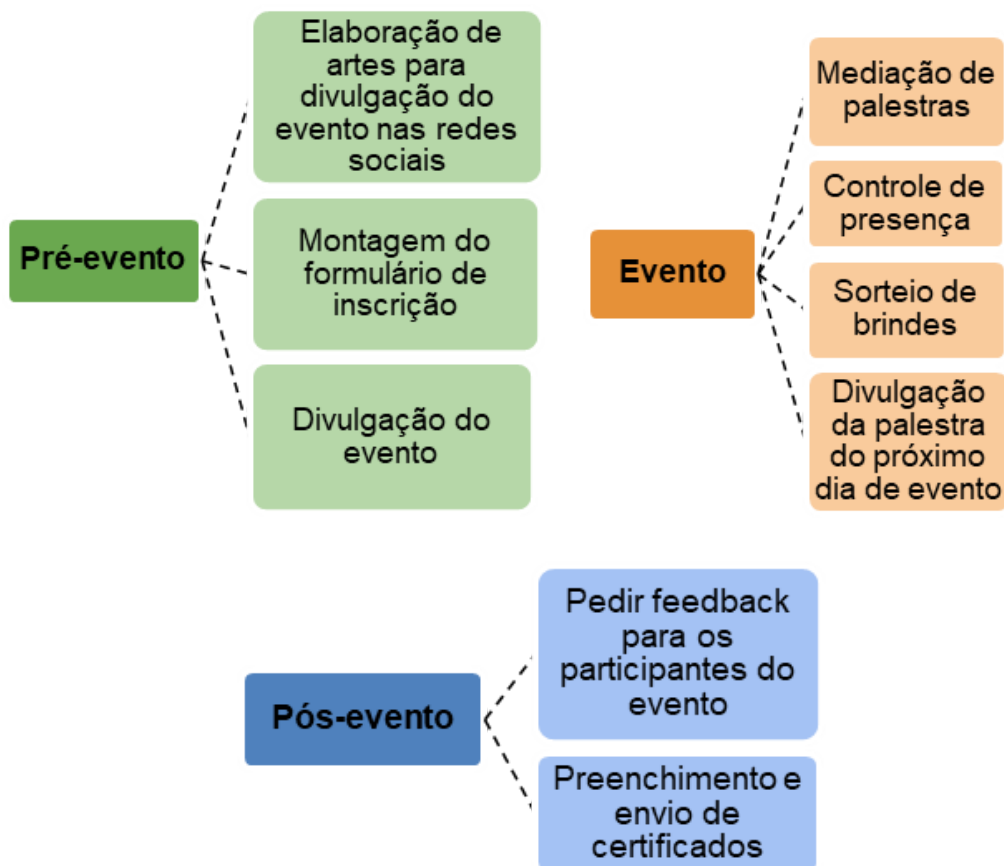 Pré-evento
Elaboração de
artes para
divulgação do
evento nas redes
sociais
Montagem do
formulário de
inscrição
Divulgação do
evento
Evento
Mediação de
palestras
Controle de
presença
Sorteio de
brindes
Divulgação
da palestra
do próximo
dia de evento
Pós-evento
Pedir feedback
para os
participantes do
evento
Preenchimento e
envio de
certificados